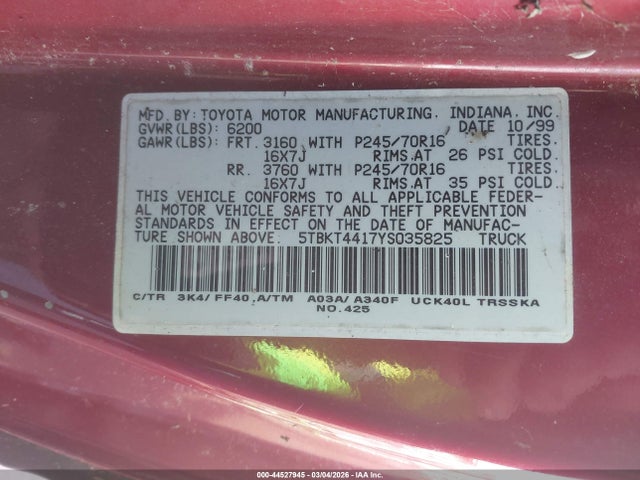 MFD.BY: TOYOTA MOTOR MANUFACTURING, INDIANA, INC.
GVWR(LBS): 6200 DATE 10/99
GAWR(LBS): FRT. 3160 WITH P245/70R16 TIRES.
16X7J RIMS.AT 26 PSI COLD.
RR. 3760 WITH P245/70R16 TIRES.
16X7J RIMS.AT 35 PSI COLD.
THIS VEHICLE CONFORMS TO ALL APPLICABLE FEDER-
AL MOTOR VEHICLE SAFETY AND THEFT PREVENTION
STANDARDS IN EFFECT ON THE DATE OF MANUFAC-
TURE SHOWN ABOVE. 5TBKT4417YS035825 TRUCK
C/TR 3K4/ FF40 A/TM A03A/ A340F UCK40L TRSSKA
NO.425
000-44527945 - 03/04/2026 - IAA LLC